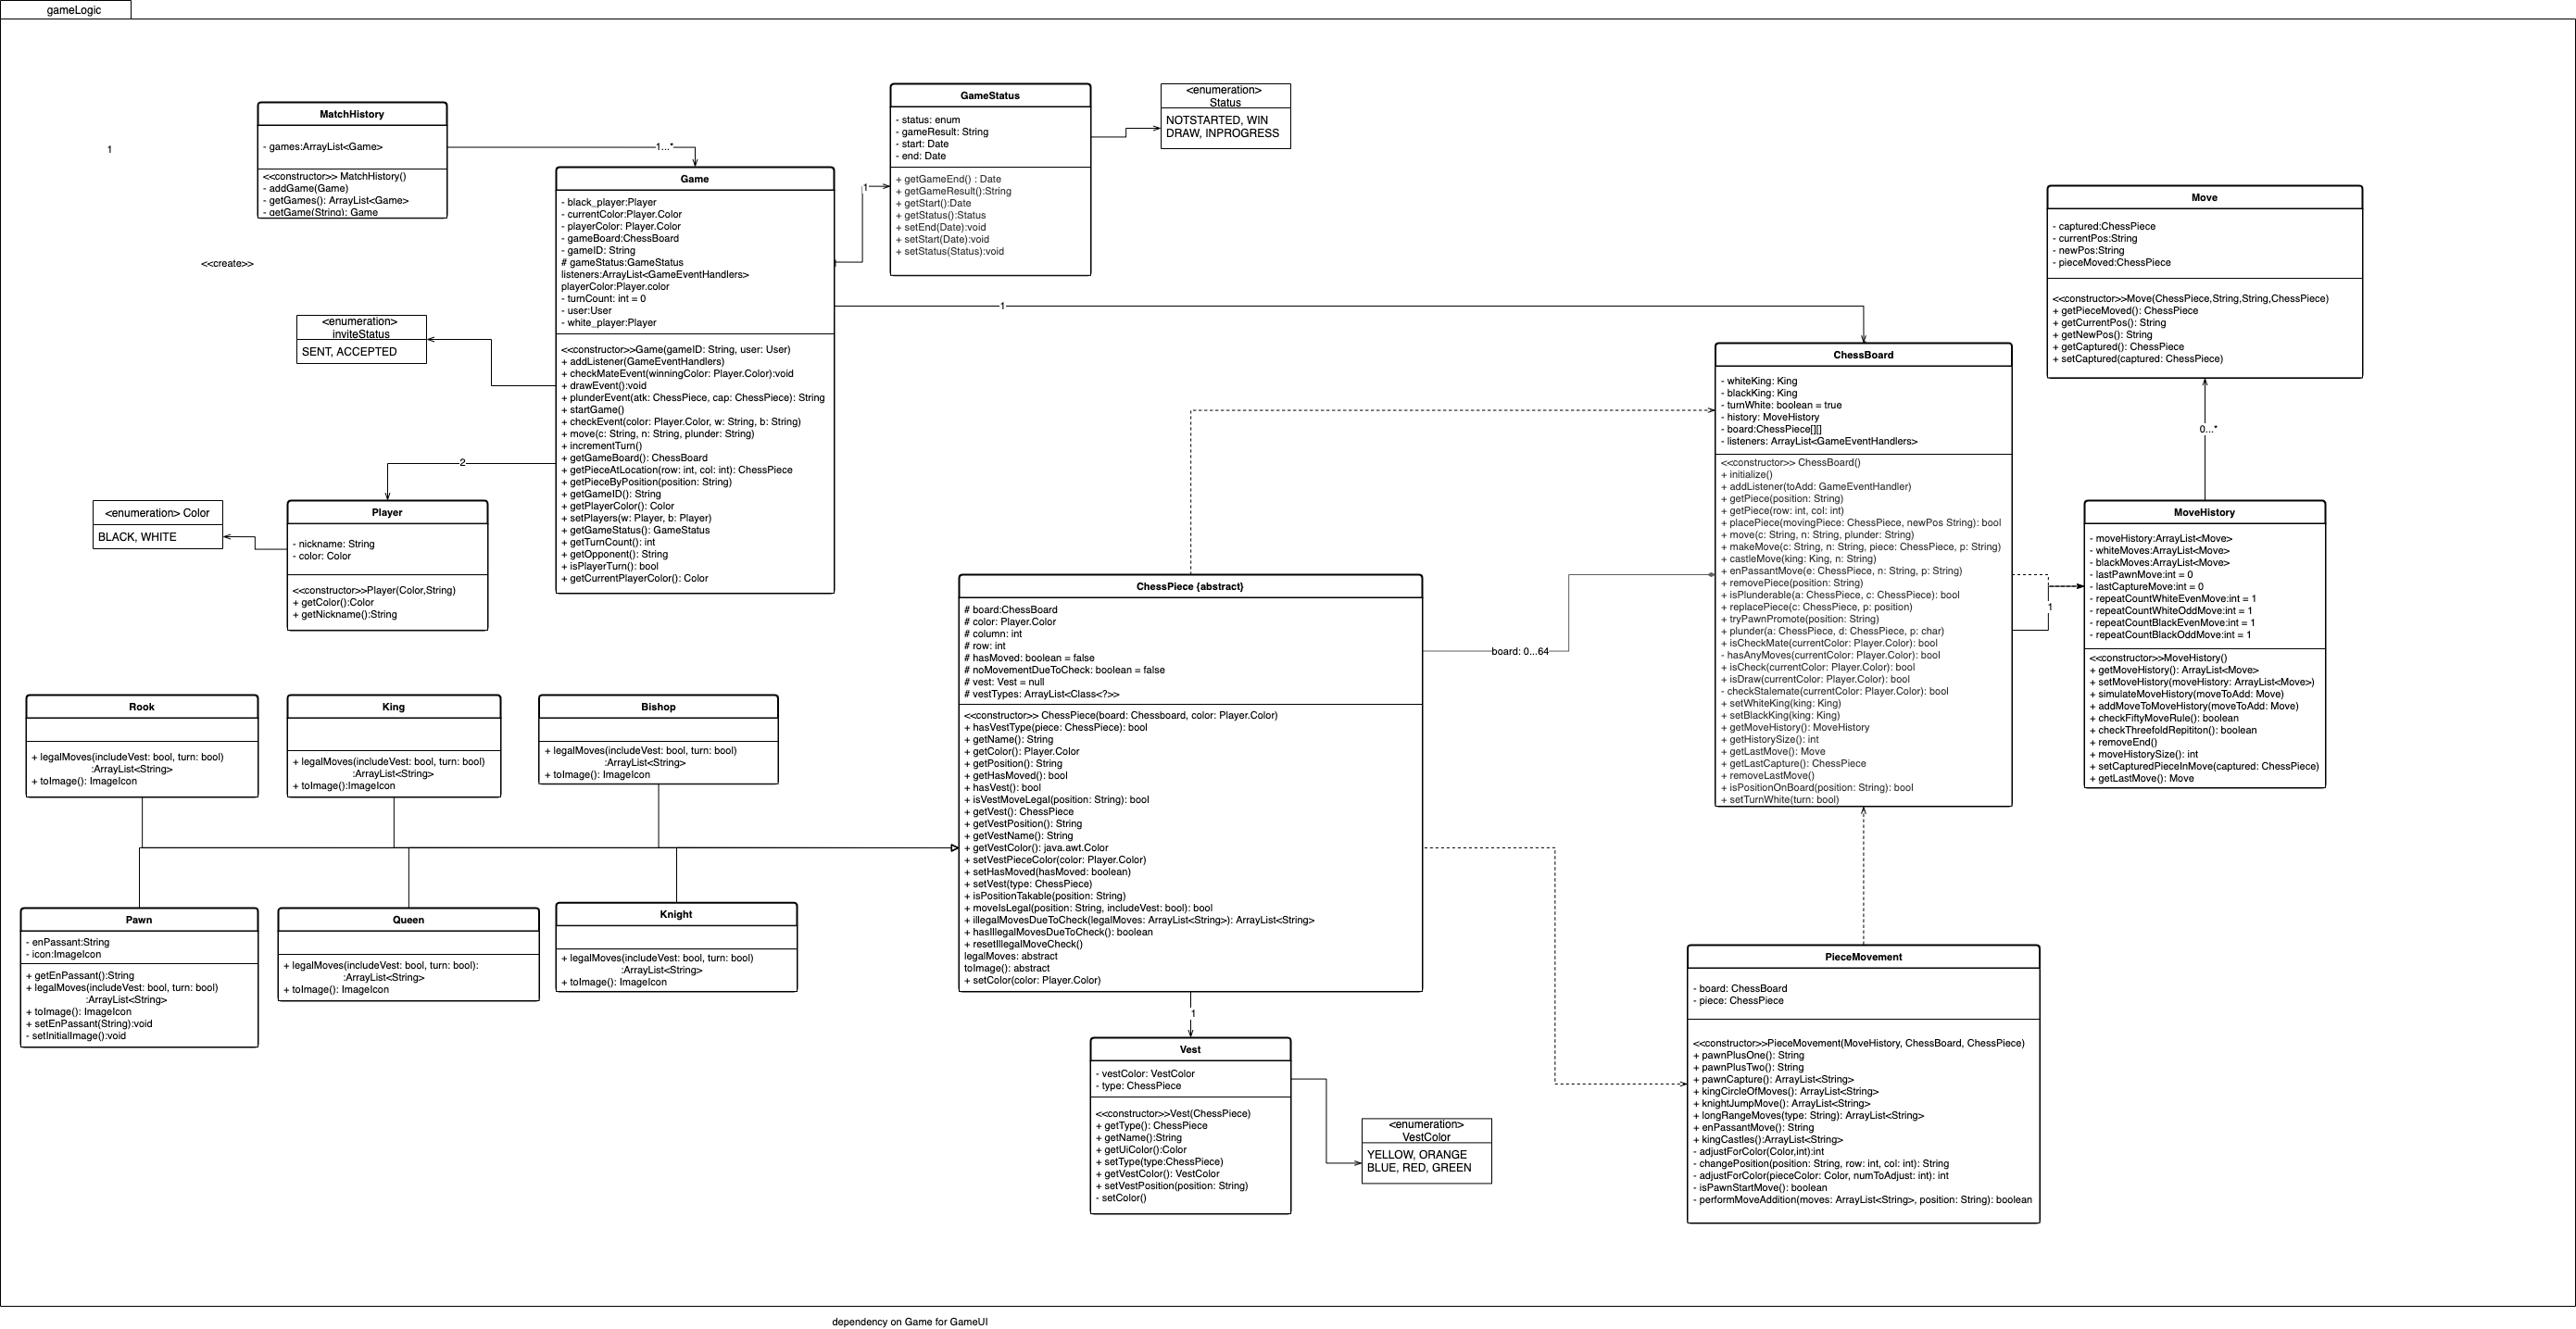 gameLogic
MatchHistory
- games:ArrayList<Game>
<<constructor>> MatchHistory()
- addGame(Game)
- getGames(): ArrayList<Game>
- getGame(String): Game
1
<<create>>
1...*
Game
- black_player:Player
- currentColor:Player.Color
- playerColor: Player.Color
- gameBoard:ChessBoard
- gameID: String
# gameStatus:GameStatus
listeners:ArrayList<GameEventHandlers>
playerColor:Player.color
- turnCount: int = 0
- user:User
- white_player:Player
<<constructor>>Game(gameID: String, user: User)
+ addListener(GameEventHandlers)
+ checkMateEvent(winningColor: Player.Color):void
+ drawEvent():void
+ plunderEvent(atk: ChessPiece, cap: ChessPiece): String
+ startGame()
+ checkEvent(color: Player.Color, w: String, b: String)
+ move(c: String, n: String, plunder: String)
+ incrementTurn()
+ getGameBoard(): ChessBoard
+ getPieceAtLocation(row: int, col: int): ChessPiece
+ getPieceByPosition(position: String)
+ getGameID(): String
+ getPlayerColor(): Color
+ setPlayers(w: Player, b: Player)
+ getGameStatus(): GameStatus
+ getTurnCount(): int
+ getOpponent(): String
+ isPlayerTurn(): bool
+ getCurrentPlayerColor(): Color
1
GameStatus
- status: enum
- gameResult: String
- start: Date
- end: Date
+ getGameEnd() : Date
+ getGameResult():String
+ getStart():Date
+ getStatus():Status
+ setEnd(Date):void
+ setStart(Date):void
+ setStatus(Status):void
<enumeration>
Status
NOTSTARTED, WIN
DRAW, INPROGRESS
<enumeration>
inviteStatus
SENT, ACCEPTED
2
<enumeration> Color
BLACK, WHITE
Player
- nickname: String
- color: Color
<<constructor>>Player(Color,String)
+ getColor():Color
+ getNickname():String
1
Move
- captured:ChessPiece
- currentPos:String
- newPos:String
- pieceMoved:ChessPiece
<<constructor>>Move(ChessPiece,String,String,ChessPiece)
+ getPieceMoved(): ChessPiece
+ getCurrentPos(): String
+ getNewPos(): String
+ getCaptured(): ChessPiece
+ setCaptured(captured: ChessPiece)
0...*
ChessBoard
- whiteKing: King
- blackKing: King
- turnWhite: boolean = true
- history: MoveHistory
- board:ChessPiece[][]
- listeners: ArrayList<GameEventHandlers>
<<constructor>> ChessBoard()
+ initialize()
+ addListener(toAdd: GameEventHandler)
+ getPiece(position: String)
+ getPiece(row: int, col: int)
+ placePiece(movingPiece: ChessPiece, newPos String): bool
+ move(c: String, n: String, plunder: String)
+ makeMove(c: String, n: String, piece: ChessPiece, p: String)
+ castleMove(king: King, n: String)
+ enPassantMove(e: ChessPiece, n: String, p: String)
+ removePiece(position: String)
+ isPlunderable(a: ChessPiece, c: ChessPiece): bool
+ replacePiece(c: ChessPiece, p: position)
+ tryPawnPromote(position: String)
+ plunder(a: ChessPiece, d: ChessPiece, p: char)
+ isCheckMate(currentColor: Player.Color): bool
- hasAnyMoves(currentColor: Player.Color): bool
+ isCheck(currentColor: Player.Color): bool
+ isDraw(currentColor: Player.Color): bool
- checkStalemate(currentColor: Player.Color): bool
+ setWhiteKing(king: King)
+ setBlackKing(king: King)
+ getMoveHistory(): MoveHistory
+ getHistorySize(): int
+ getLastMove(): Move
+ getLastCapture(): ChessPiece
+ removeLastMove()
+ isPositionOnBoard(position: String): bool
+ setTurnWhite(turn: bool)
1
MoveHistory
- moveHistory:ArrayList<Move>
- whiteMoves:ArrayList<Move>
- blackMoves:ArrayList<Move>
- lastPawnMove:int = 0
- lastCaptureMove:int = 0
- repeatCountWhiteEvenMove:int = 1
- repeatCountWhiteOddMove:int = 1
- repeatCountBlackEvenMove:int = 1
- repeatCountBlackOddMove:int = 1
<<constructor>>MoveHistory()
+ getMoveHistory(): ArrayList<Move>
+ setMoveHistory(moveHistory: ArrayList<Move>)
+ simulateMoveHistory(moveToAdd: Move)
+ addMoveToMoveHistory(moveToAdd: Move)
+ checkFiftyMoveRule(): boolean
+ checkThreefoldRepititon(): boolean
+ removeEnd()
+ moveHistorySize(): int
+ setCapturedPieceInMove(captured: ChessPiece)
+ getLastMove(): Move
ChessPiece {abstract}
# board:ChessBoard
# color: Player.Color
# column: int
# row: int
# hasMoved: boolean = false
# noMovementDueToCheck: boolean = false
# vest: Vest = null
# vestTypes: ArrayList<Class<?>>
<<constructor>> ChessPiece(board: Chessboard, color: Player.Color)
+ hasVestType(piece: ChessPiece): bool
+ getName(): String
+ getColor(): Player.Color
+ getPosition(): String
+ getHasMoved(): bool
+ hasVest(): bool
+ isVestMoveLegal(position: String): bool
+ getVest(): ChessPiece
+ getVestPosition(): String
+ getVestName(): String
+ getVestColor(): java.awt.Color
+ setVestPieceColor(color: Player.Color)
+ setHasMoved(hasMoved: boolean)
+ setVest(type: ChessPiece)
+ isPositionTakable(position: String)
+ moveIsLegal(position: String, includeVest: bool): bool
+ illegalMovesDueToCheck(legalMoves: ArrayList<String>): ArrayList<String>
+ hasIllegalMovesDueToCheck(): boolean
+ resetIllegalMoveCheck()
legalMoves: abstract
toImage(): abstract
+ setColor(color: Player.Color)
board: 0...64
Rook
+ legalMoves(includeVest: bool, turn: bool)
:ArrayList<String>
+ toImage(): ImageIcon
King
+ legalMoves(includeVest: bool, turn: bool)
:ArrayList<String>
+ toImage():ImageIcon
Bishop
+ legalMoves(includeVest: bool, turn: bool)
:ArrayList<String>
+ toImage(): ImageIcon
Pawn
- enPassant:String
- icon:ImageIcon
+ getEnPassant():String
+ legalMoves(includeVest: bool, turn: bool)
:ArrayList<String>
+ toImage(): ImageIcon
+ setEnPassant(String):void
- setInitialImage():void
Queen
+ legalMoves(includeVest: bool, turn: bool):
:ArrayList<String>
+ toImage(): ImageIcon
Knight
+ legalMoves(includeVest: bool, turn: bool)
:ArrayList<String>
+ toImage(): ImageIcon
1
Vest
- vestColor: VestColor
- type: ChessPiece
<<constructor>>Vest(ChessPiece)
+ getType(): ChessPiece
+ getName():String
+ getUiColor():Color
+ setType(type:ChessPiece)
+ getVestColor(): VestColor
+ setVestPosition(position: String)
- setColor()
<enumeration>
VestColor
YELLOW, ORANGE
BLUE, RED, GREEN
PieceMovement
- board: ChessBoard
- piece: ChessPiece
<<constructor>>PieceMovement(MoveHistory, ChessBoard, ChessPiece)
+ pawnPlusOne(): String
+ pawnPlusTwo(): String
+ pawnCapture(): ArrayList<String>
+ kingCircleOfMoves(): ArrayList<String>
+ knightJumpMove(): ArrayList<String>
+ longRangeMoves(type: String): ArrayList<String>
+ enPassantMove(): String
+ kingCastles():ArrayList<String>
- adjustForColor(Color,int):int
- changePosition(position: String, row: int, col: int): String
- adjustForColor(pieceColor: Color, numToAdjust: int): int
- isPawnStartMove(): boolean
- performMoveAddition(moves: ArrayList<String>, position: String): boolean
dependency on Game for GameUI